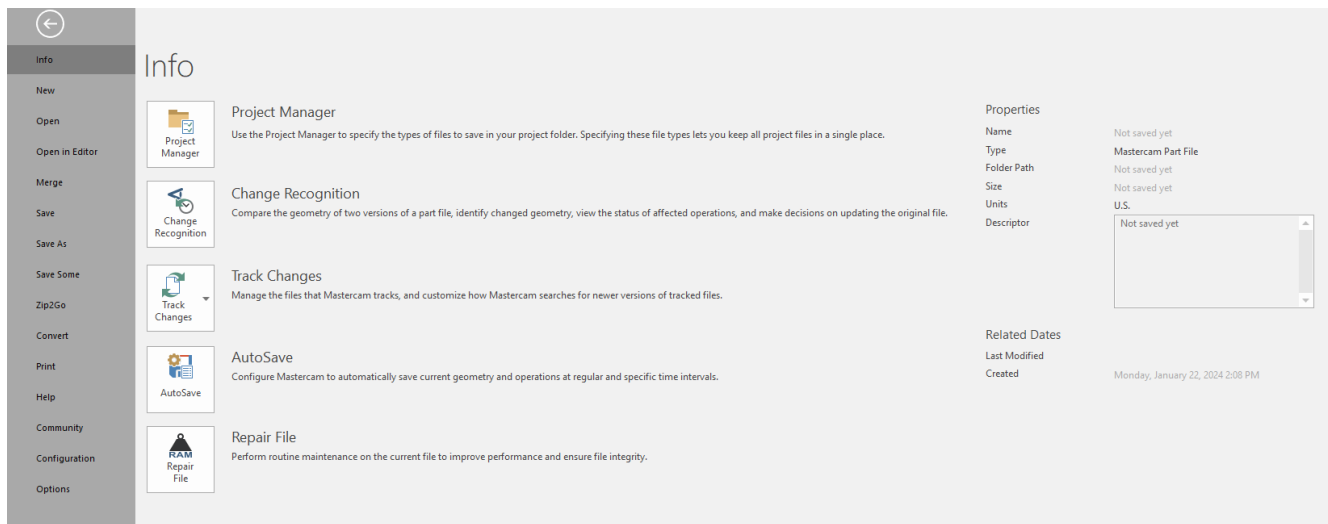 Info
New
Open
Open in Editor
Merge
Save
Save As
Save Some
Zip2Go
Convert
Print
Help
Community
Configuration
Options
Info
Project
Manager
Project Manager
Use the Project Manager to specify the types of files to save in your project folder. Specifying these file types lets you keep all project files in a single place.
Change
Recognition
Change Recognition
Compare the geometry of two versions of a part file, identify changed geometry, view the status of affected operations, and make decisions on updating the original file.
Track
Changes
Track Changes
Manage the files that Mastercam tracks, and customize how Mastercam searches for newer versions of tracked files.
AutoSave
AutoSave
Configure Mastercam to automatically save current geometry and operations at regular and specific time intervals.
RAM
Repair
File
Repair File
Perform routine maintenance on the current file to improve performance and ensure file integrity.
Properties
Name Not saved yet
Type Mastercam Part File
Folder Path Not saved yet
Size Not saved yet
Units U.S.
Descriptor Not saved yet
Related Dates
Last Modified
Created Monday, January 22, 2024 2:08 PM